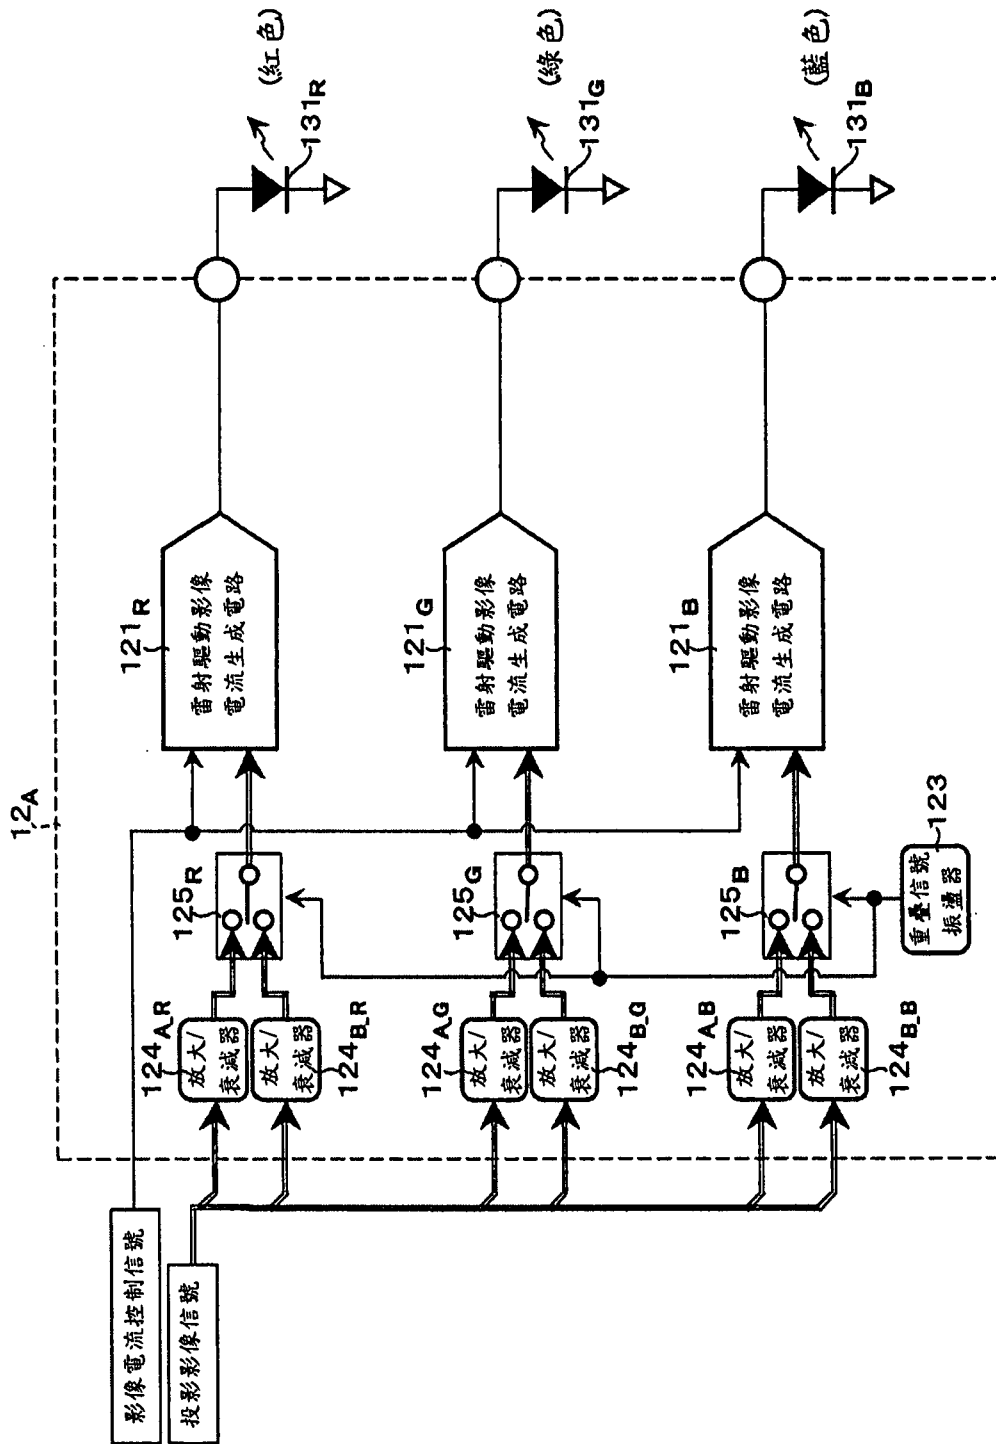 12A
影像電流控制信號
投影影像信號
124A_R
放大/
衰減器
放大/
衰減器
124B_R
125R
121R
雷射驅動影像
電流生成電路
131R
(紅色)
124A_G
放大/
衰減器
放大/
衰減器
124B_G
125G
121G
雷射驅動影像
電流生成電路
131G
(綠色)
124A_B
放大/
衰減器
放大/
衰減器
124B_B
125B
121B
雷射驅動影像
電流生成電路
131B
(藍色)
重疊信號
振盪器
123